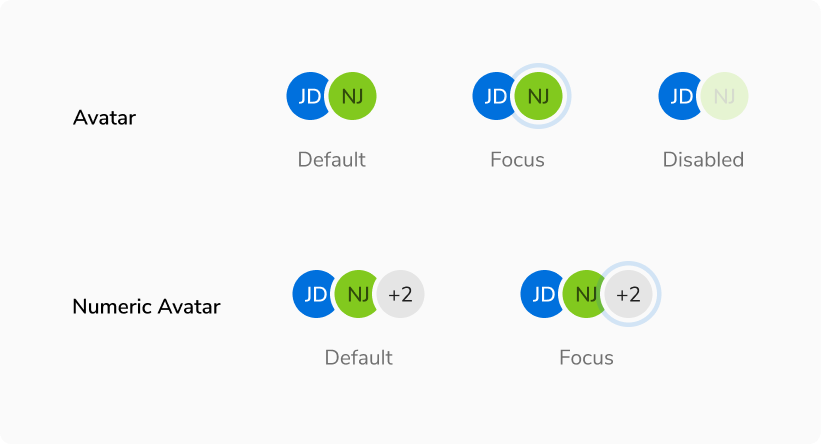 JD NJ JD NJ JD NJ
Avatar
Default Focus Disabled
JD NJ +2 JD NJ +2
Numeric Avatar
Default Focus